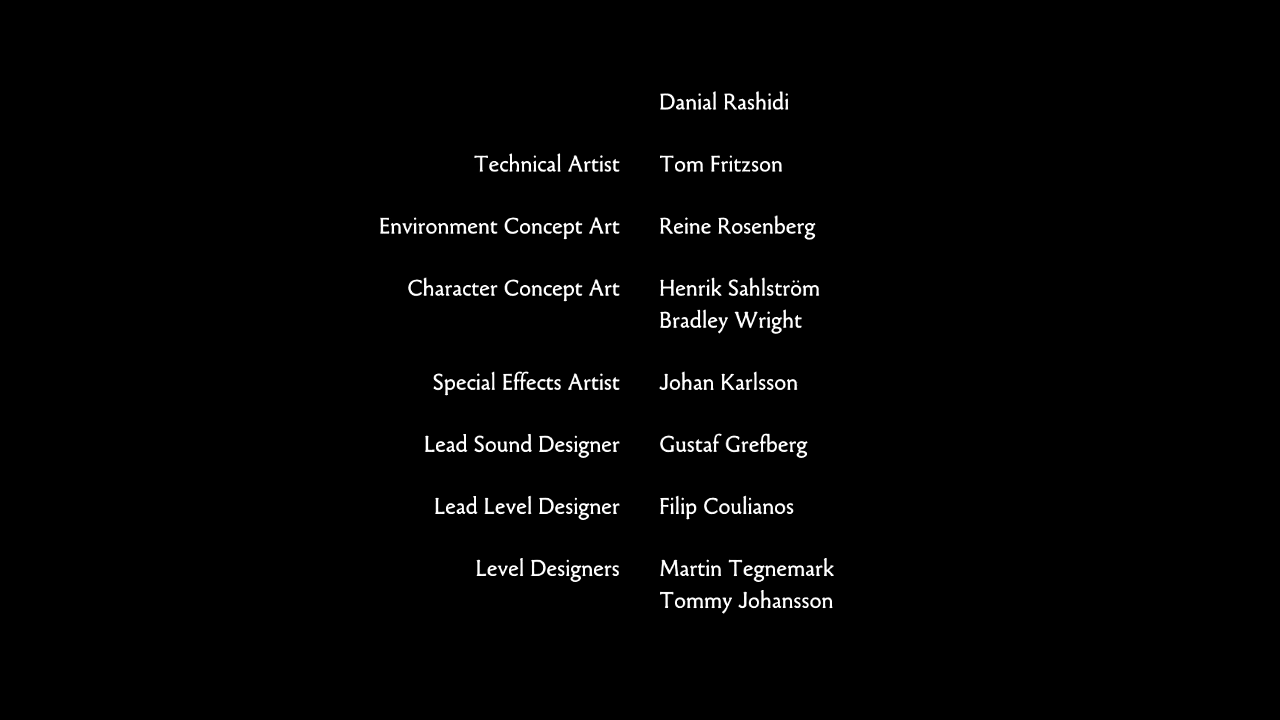 Danial Rashidi
Technical Artist Tom Fritzson
Environment Concept Art Reine Rosenberg
Character Concept Art Henrik Sahlström
Bradley Wright
Special Effects Artist Johan Karlsson
Lead Sound Designer Gustaf Grefberg
Lead Level Designer Filip Coulianos
Level Designers Martin Tegnemark
Tommy Johansson